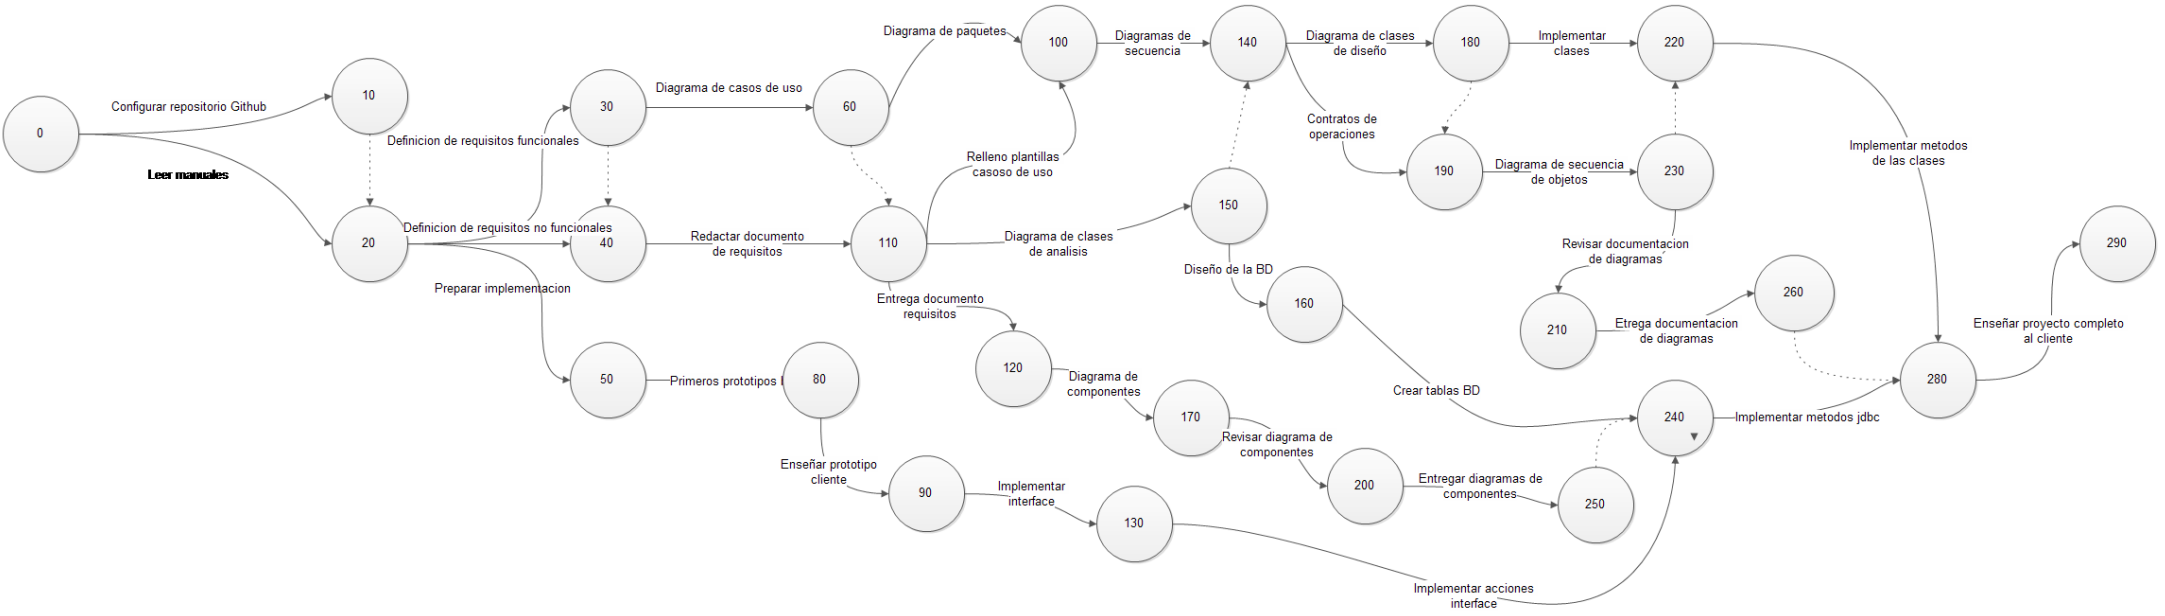 0
Configurar repositorio Github
10
Leer manuales
20
Definicion de requisitos funcionales
30
Definicion de requisitos no funcionales
40
Preparar implementacion
50
Diagrama de casos de uso
60
Redactar documento
de requisitos
110
Primeros prototipos
80
Diagrama de paquetes
100
Relleno plantillas
casoso de uso
Diagrama de clases
de analisis
150
Entrega documento
requisitos
120
Enseñar prototipo
cliente
90
Implementar
interface
130
Diagramas de
secuencia
140
Diseño de la BD
160
Diagrama de
componentes
170
Revisar diagrama de
componentes
200
Entregar diagramas de
componentes
250
Diagrama de clases
de diseño
180
Contratos de
operaciones
190
Implementar
clases
220
Diagrama de secuencia
de objetos
230
Revisar documentacion
de diagramas
210
Etrega documentacion
de diagramas
260
Crear tablas BD
240
Implementar acciones
interface
Implementar metodos
de las clases
Implementar metodos jdbc
280
Enseñar proyecto completo
al cliente
290